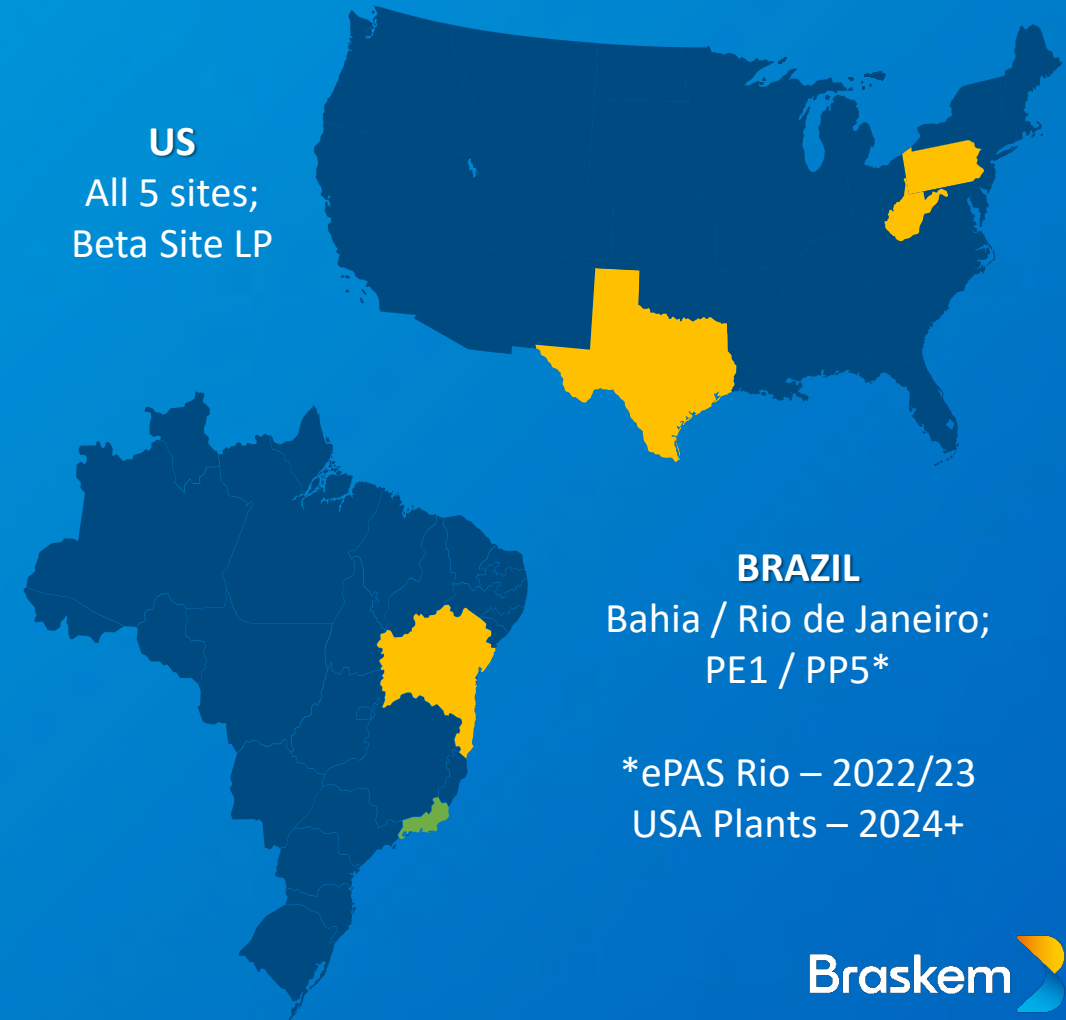 US
All 5 sites;
Beta Site LP
BRAZIL
Bahia / Rio de Janeiro;
PE1 / PP5*
*ePAS Rio – 2022/23
USA Plants – 2024+
Braskem